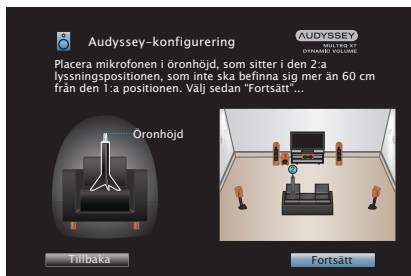 Audyssey-konfigurering
AUDYSSEY
MULTEQ XT
DYNAMIC VOLUME
Placera mikrofonen i öronhöjd, som sitter i den 2:a
lyssningspositionen, som inte ska befinna sig mer än 60 cm
från den 1:a positionen. Välj sedan "Fortsätt"...
Öronhöjd
2
Tillbaka
Fortsätt